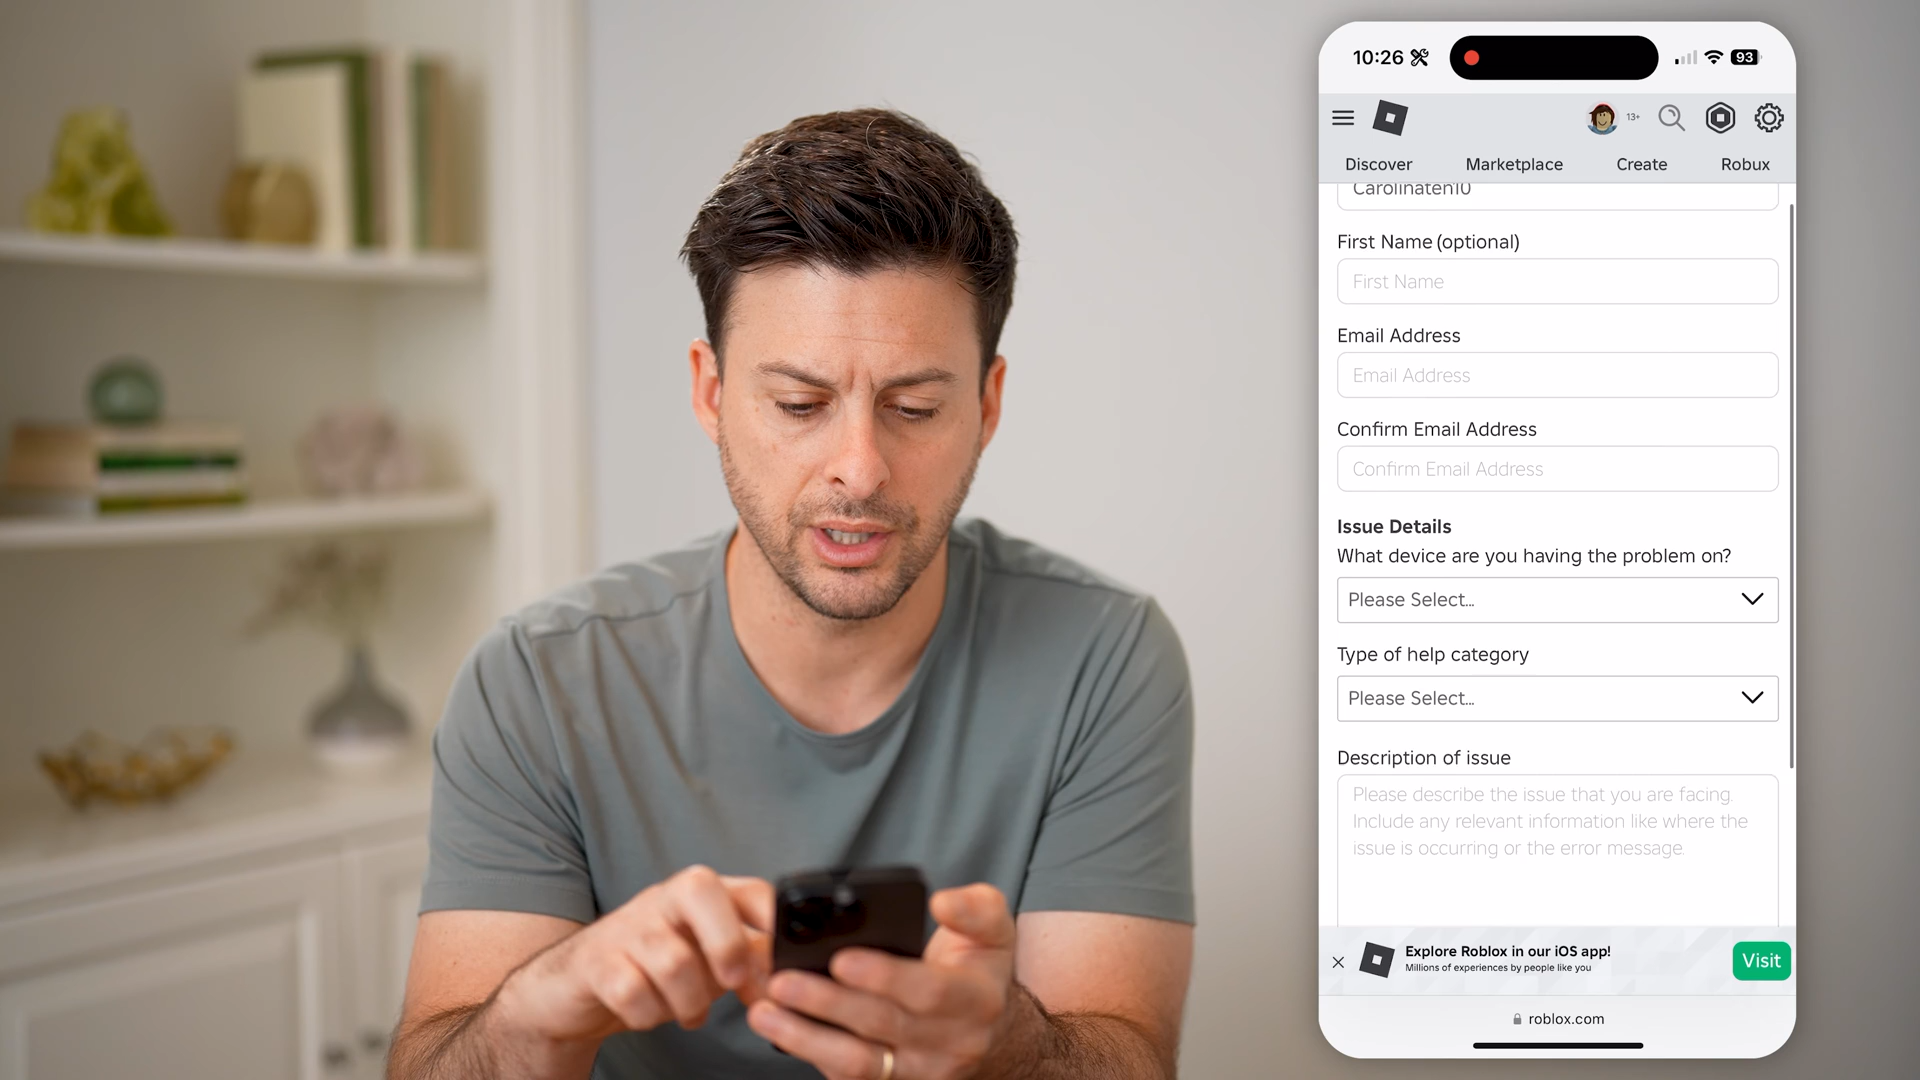 10:26
93
13+
Discover Marketplace Create Robux
Carolinaten10
First Name (optional)
First Name
Email Address
Email Address
Confirm Email Address
Confirm Email Address
Issue Details
What device are you having the problem on?
Please Select...
Type of help category
Please Select...
Description of issue
Please describe the issue that you are facing.
Include any relevant information like where the
issue is occurring or the error message.
Explore Roblox in our iOS app!
Millions of experiences by people like you
Visit
roblox.com